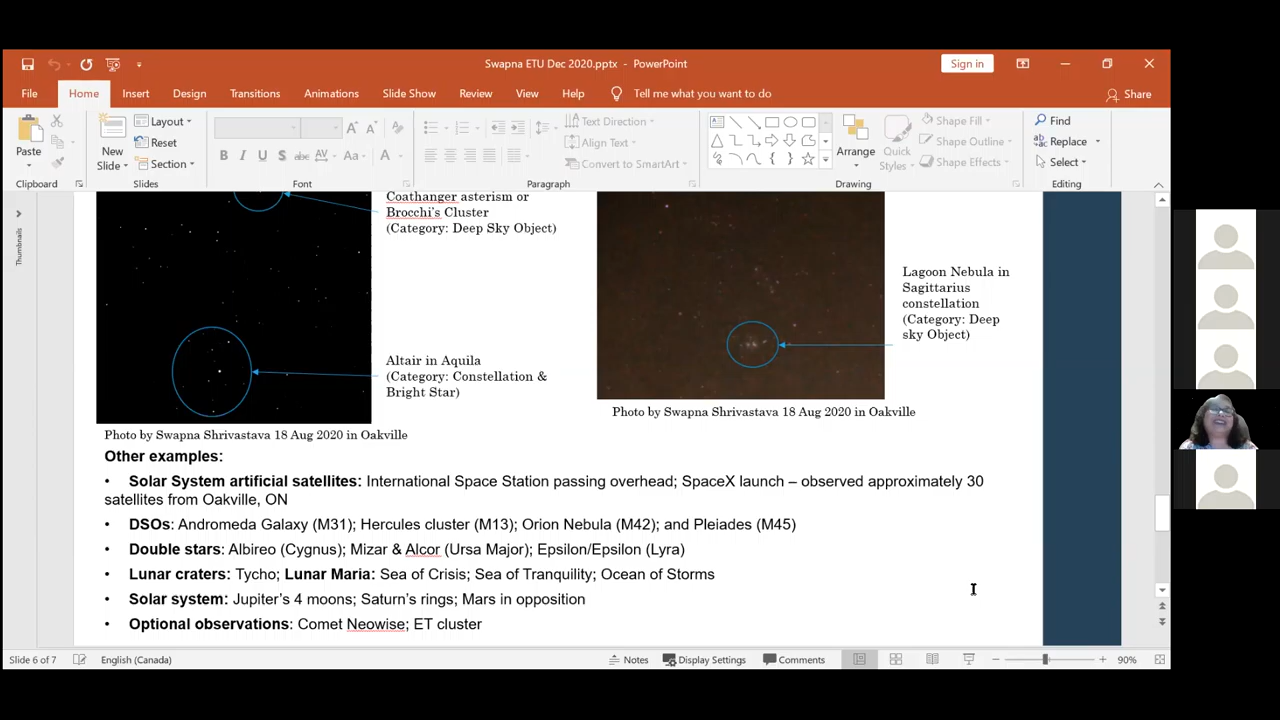 Swapna ETU Dec 2020.pptx - PowerPoint
Sign in
File Home Insert Design Transitions Animations Slide Show Review View Help Tell me what you want to do Share
Paste
New Slide
Layout
Reset
Section
B I U S abc AV Aa A
Text Direction
Align Text
Convert to SmartArt
Arrange
Quick Styles
Shape Fill
Shape Outline
Shape Effects
Find
Replace
Select
Clipboard Slides Font Paragraph Drawing Editing
Thumbnails
Coathanger asterism or
Brocchi's Cluster
(Category: Deep Sky Object)
Altair in Aquila
(Category: Constellation &
Bright Star)
Photo by Swapna Shrivastava 18 Aug 2020 in Oakville
Lagoon Nebula in
Sagittarius
constellation
(Category: Deep
sky Object)
Photo by Swapna Shrivastava 18 Aug 2020 in Oakville
Other examples:
• Solar System artificial satellites: International Space Station passing overhead; SpaceX launch – observed approximately 30
satellites from Oakville, ON
• DSOs: Andromeda Galaxy (M31); Hercules cluster (M13); Orion Nebula (M42); and Pleiades (M45)
• Double stars: Albireo (Cygnus); Mizar & Alcor (Ursa Major); Epsilon/Epsilon (Lyra)
• Lunar craters: Tycho; Lunar Maria: Sea of Crisis; Sea of Tranquility; Ocean of Storms
• Solar system: Jupiter's 4 moons; Saturn's rings; Mars in opposition
• Optional observations: Comet Neowise; ET cluster
Slide 6 of 7 English (Canada) Notes Display Settings Comments 90%